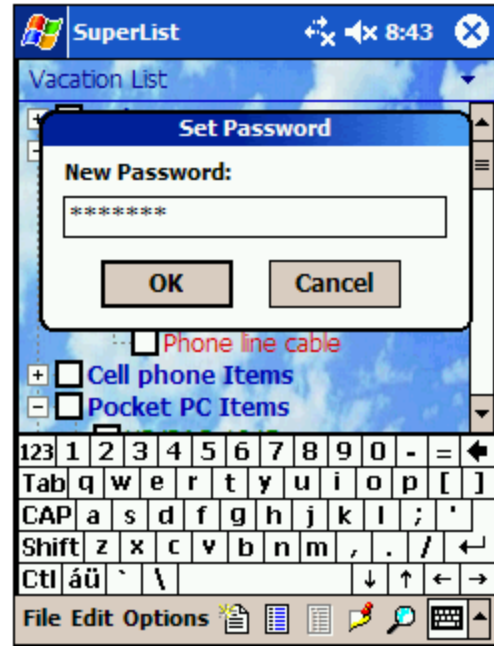 SuperList 8:43
Vacation List
Set Password
New Password:
*******
OK Cancel
Phone line cable
Cell phone Items
Pocket PC Items
123 1 2 3 4 5 6 7 8 9 0 - =
Tab q w e r t y u i o p [ ]
CAP a s d f g h j k l ; '
Shift z x c v b n m , . /
Ctl áü ` \ ↓ ↑ ← →
File Edit Options